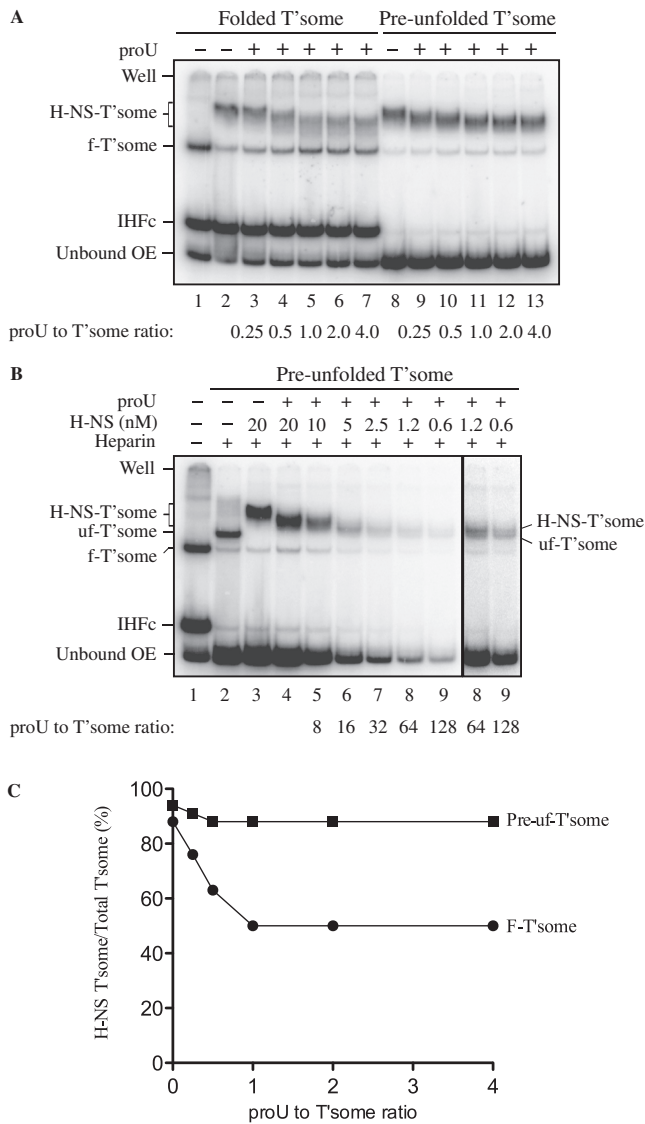 A
Folded T'some Pre-unfolded T'some
proU – – + + + + + – + + + + +
Well
H-NS-T'some
f-T'some
IHFc
Unbound OE
1 2 3 4 5 6 7 8 9 10 11 12 13
proU to T'some ratio: 0.25 0.5 1.0 2.0 4.0 0.25 0.5 1.0 2.0 4.0
B
Pre-unfolded T'some
proU – – – + + + + + + + +
H-NS (nM) – – 20 20 10 5 2.5 1.2 0.6 1.2 0.6
Heparin – + + + + + + + + + +
Well
H-NS-T'some
uf-T'some
f-T'some
IHFc
Unbound OE
H-NS-T'some
uf-T'some
1 2 3 4 5 6 7 8 9 8 9
proU to T'some ratio: 8 16 32 64 128 64 128
C
H-NS T'some/Total T'some (%)
100
80
60
40
20
0
Pre-uf-T'some
F-T'some
0 1 2 3 4
proU to T'some ratio